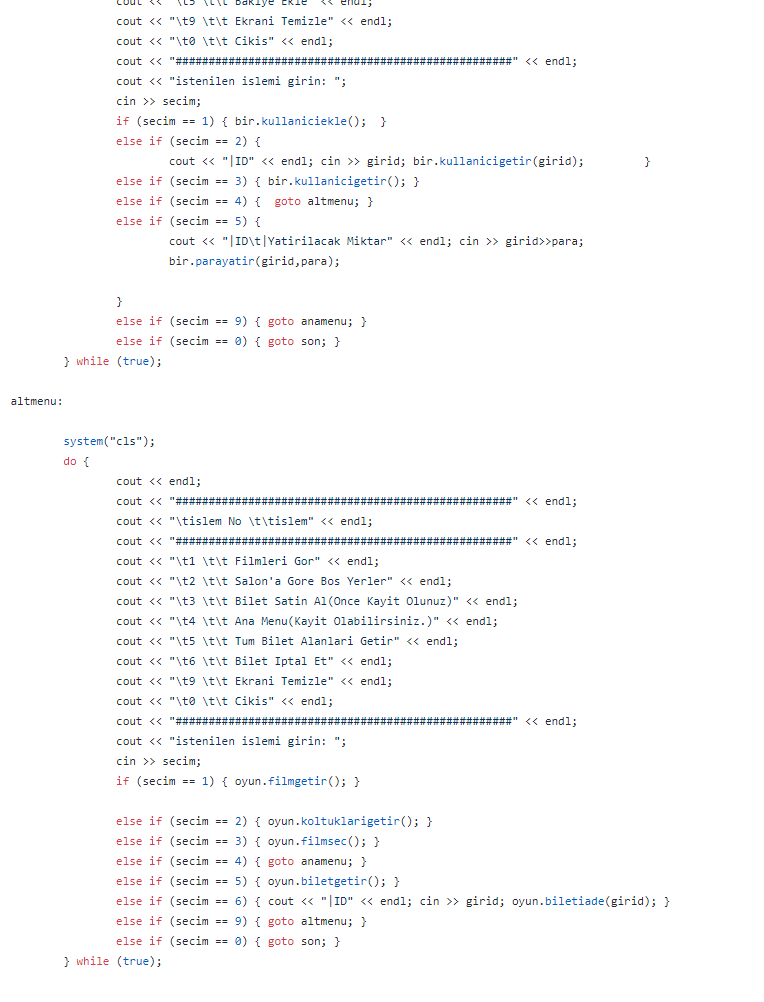 cout << "\t5 \t\t Bakiye Ekle" << endl;
cout << "\t9 \t\t Ekrani Temizle" << endl;
cout << "\t0 \t\t Cikis" << endl;
cout << "###################################################" << endl;
cout << "istenilen islemi girin: ";
cin >> secim;
if (secim == 1) { bir.kullaniciekle();  }
else if (secim == 2) {
cout << "|ID" << endl; cin >> girid; bir.kullanicigetir(girid);         }
else if (secim == 3) { bir.kullanicigetir(); }
else if (secim == 4) {  goto altmenu; }
else if (secim == 5) {
cout << "|ID\t|Yatirilacak Miktar" << endl; cin >> girid>>para;
bir.parayatir(girid,para);
}
else if (secim == 9) { goto anamenu; }
else if (secim == 0) { goto son; }
} while (true);
altmenu:
system("cls");
do {
cout << endl;
cout << "###################################################" << endl;
cout << "\tislem No \t\tislem" << endl;
cout << "###################################################" << endl;
cout << "\t1 \t\t Filmleri Gor" << endl;
cout << "\t2 \t\t Salon'a Gore Bos Yerler" << endl;
cout << "\t3 \t\t Bilet Satin Al(Once Kayit Olunuz)" << endl;
cout << "\t4 \t\t Ana Menu(Kayit Olabilirsiniz.)" << endl;
cout << "\t5 \t\t Tum Bilet Alanlari Getir" << endl;
cout << "\t6 \t\t Bilet Iptal Et" << endl;
cout << "\t9 \t\t Ekrani Temizle" << endl;
cout << "\t0 \t\t Cikis" << endl;
cout << "###################################################" << endl;
cout << "istenilen islemi girin: ";
cin >> secim;
if (secim == 1) { oyun.filmgetir(); }
else if (secim == 2) { oyun.koltuklarigetir(); }
else if (secim == 3) { oyun.filmsec(); }
else if (secim == 4) { goto anamenu; }
else if (secim == 5) { oyun.biletgetir(); }
else if (secim == 6) { cout << "|ID" << endl; cin >> girid; oyun.biletiade(girid); }
else if (secim == 9) { goto altmenu; }
else if (secim == 0) { goto son; }
} while (true);